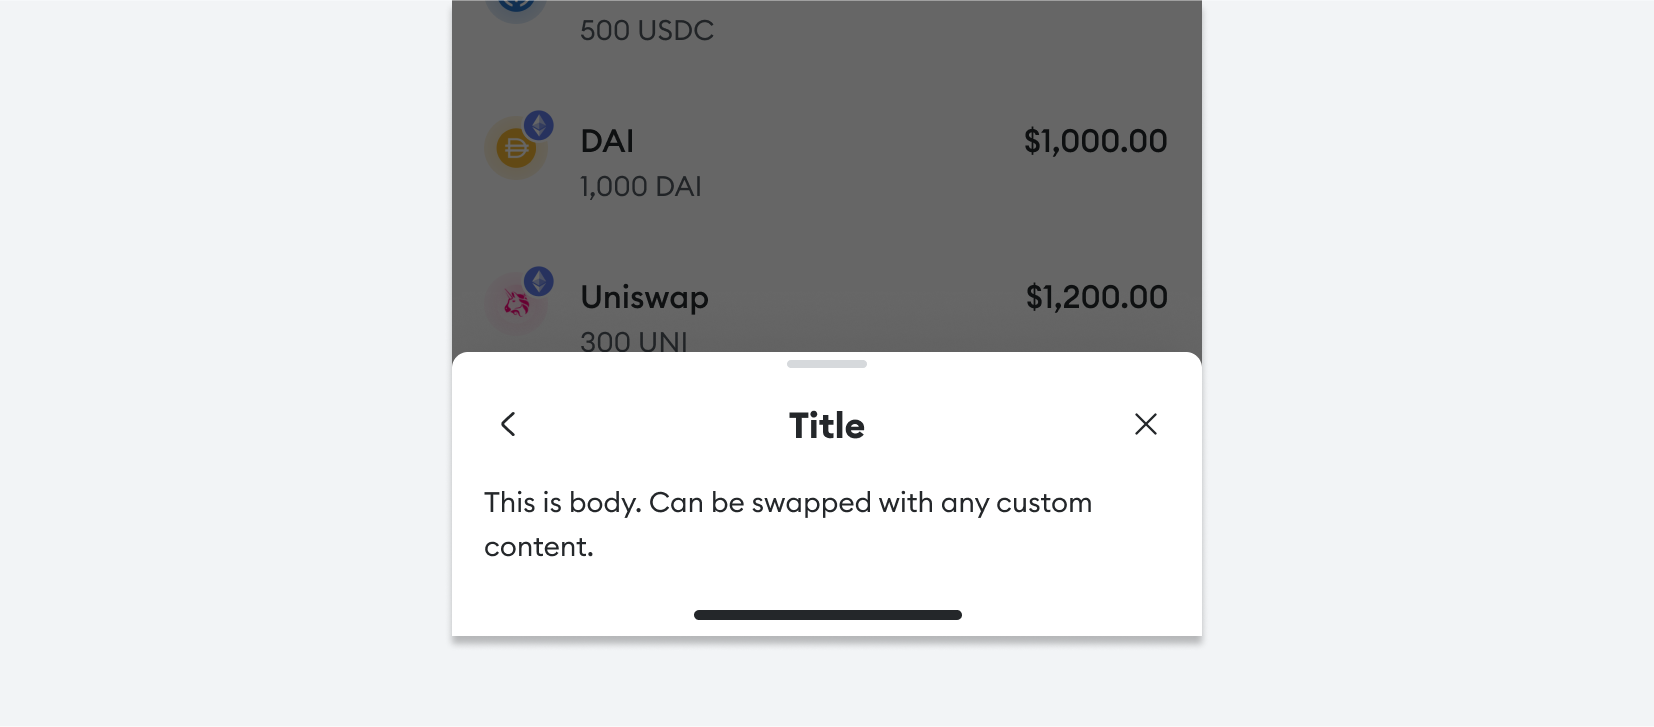 500 USDC
DAI $1,000.00
1,000 DAI
Uniswap $1,200.00
300 UNI
Title
This is body. Can be swapped with any custom
content.